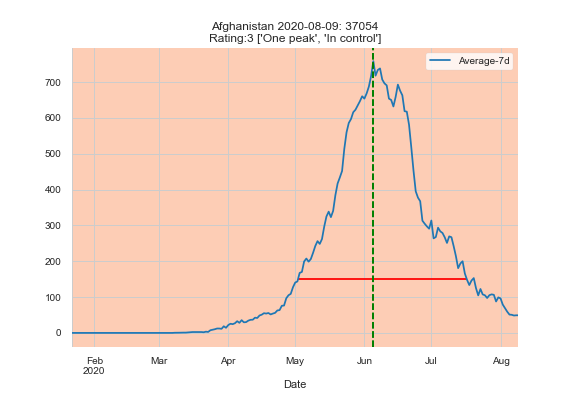 Afghanistan 2020-08-09: 37054
Rating:3 ['One peak', 'In control']
Average-7d
700
600
500
400
300
200
100
0
Feb Mar Apr May Jun Jul Aug
2020
Date